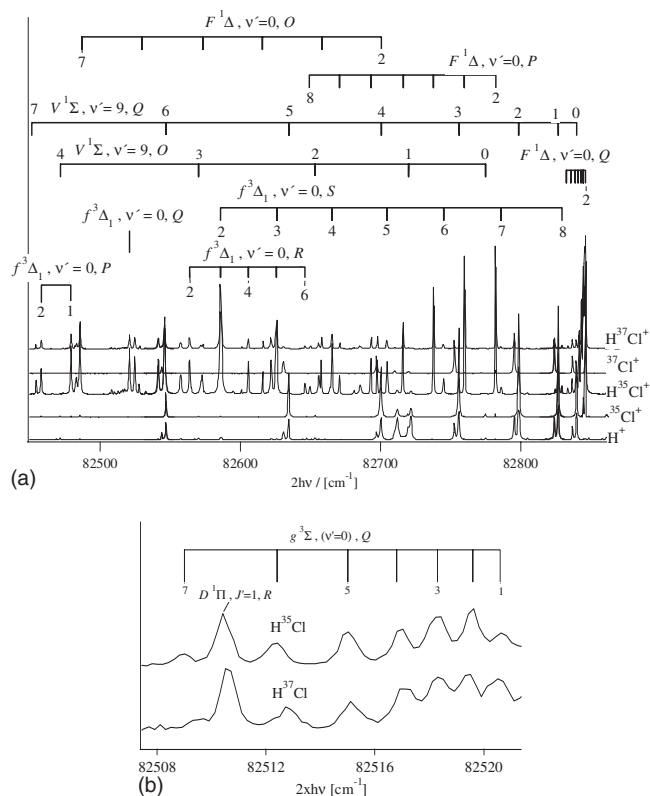 F ¹Δ , v′=0, O
7 2
F ¹Δ , v′=0, P
8 2
7 V ¹Σ, v′= 9, Q 6 5 4 3 2 1 0
V ¹Σ, v′=9, O
4 3 2 1 0
F ¹Δ, v′=0, Q
2
f ³Δ₁ , v′ = 0, S
2 3 4 5 6 7 8
f ³Δ₁ , v′ = 0, Q
f ³Δ₁ , v′ = 0, R
2 4 6
f ³Δ₁ , v′ = 0, P
2 1
H³⁷Cl⁺
³⁷Cl⁺
H³⁵Cl⁺
³⁵Cl⁺
H⁺
82500 82600 82700 82800
2hν / [cm⁻¹]
(a)
g ³Σ , (v'=0) , Q
7 5 3 1
D ¹Π , J'=1, R
H³⁵Cl
H³⁷Cl
82508 82512 82516 82520
2xhν / [cm⁻¹]
(b)